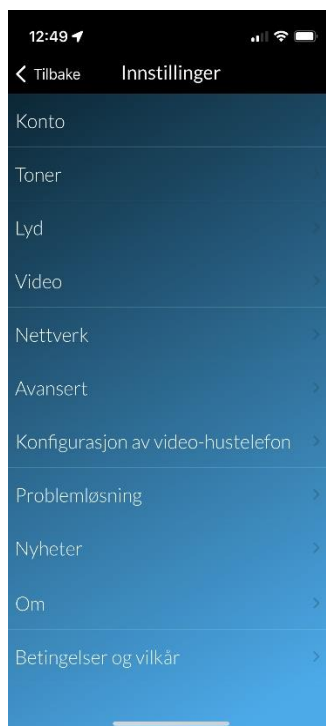 12:49
Tilbake
Innstillinger
Konto
Toner
Lyd
Video
Nettverk
Avansert
Konfigurasjon av video-hustelefon
Problemløsning
Nyheter
Om
Betingelser og vilkår